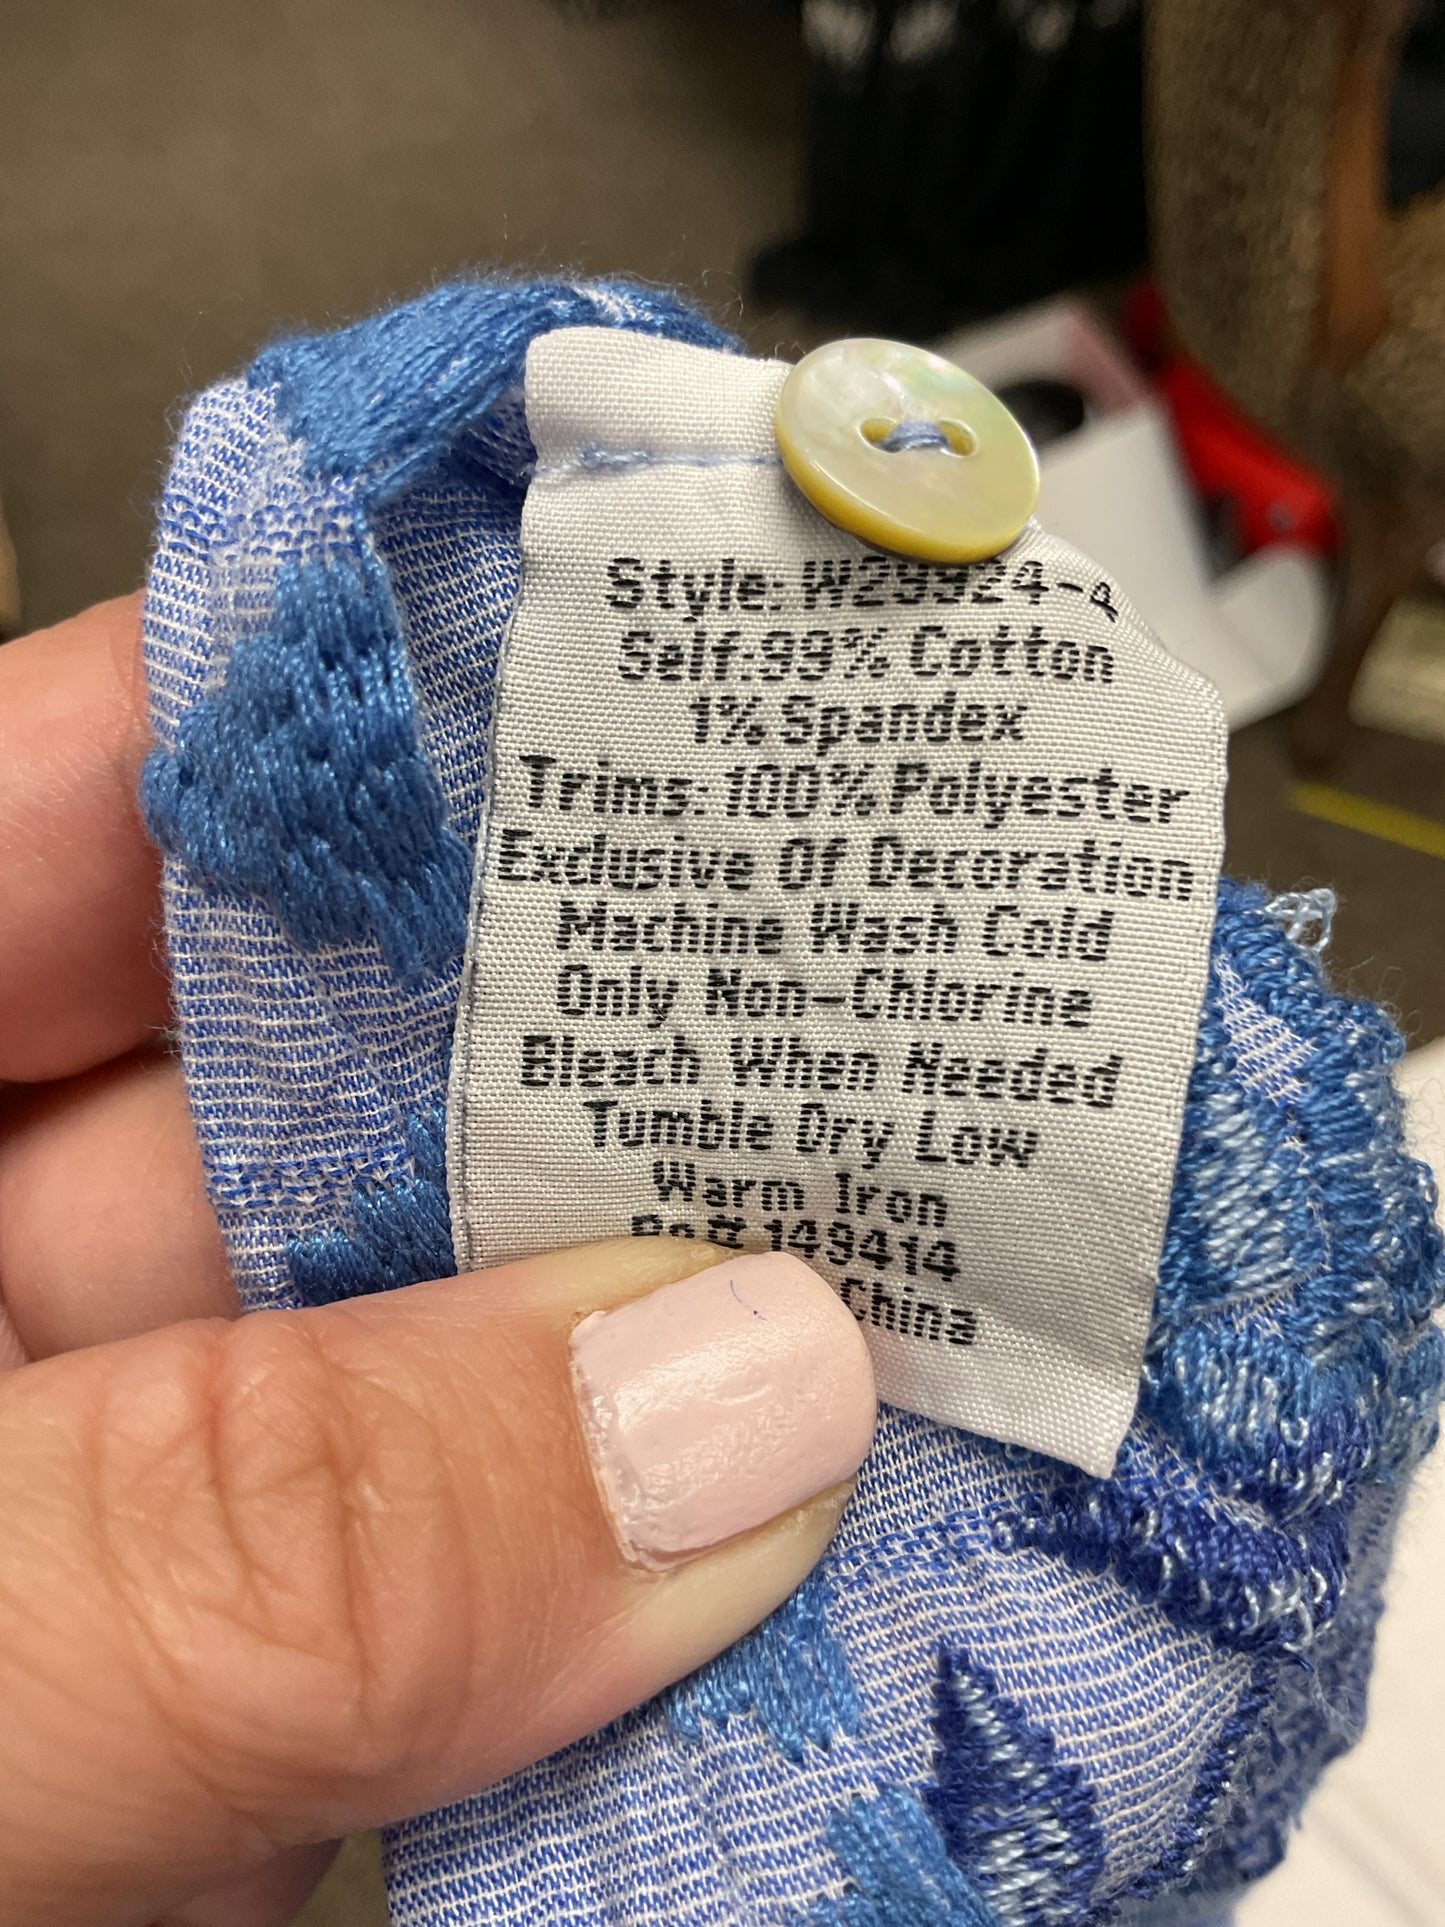 Style: W29924-a
Self:99% Cotton
1% Spandex
Trims: 100% Polyester
Exclusive Of Decoration
Machine Wash Cold
Only Non-Chlorine
Bleach When Needed
Tumble Dry Low
Warm Iron
Po# 149414
China